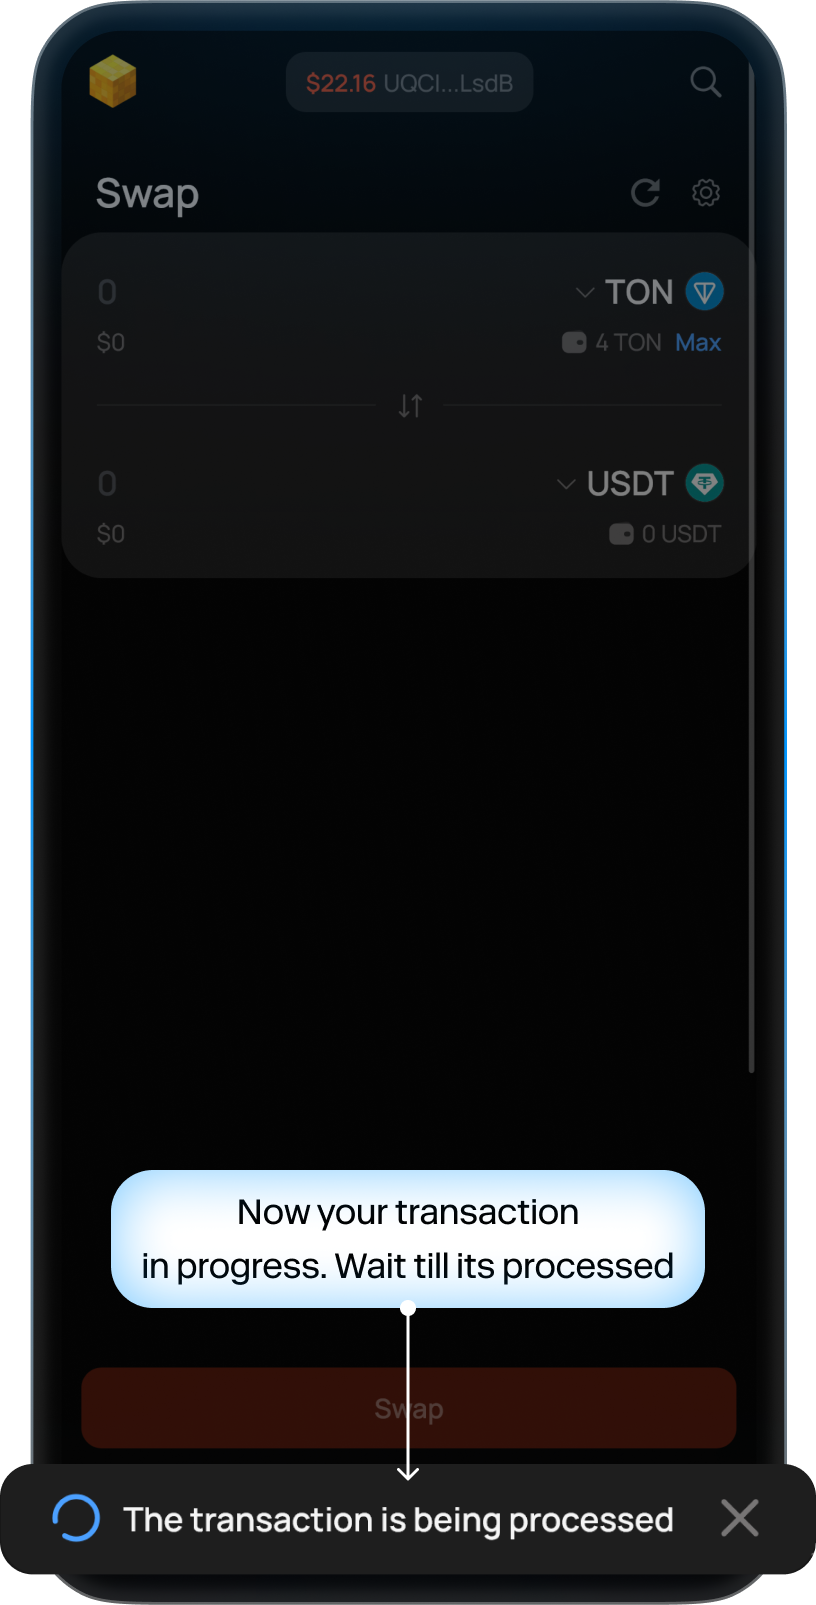 $22.16 UQCI...LsdB
Swap
0 TON
$0 4 TON Max
0 USDT
$0 0 USDT
Now your transaction
in progress. Wait till its processed
Swap
The transaction is being processed